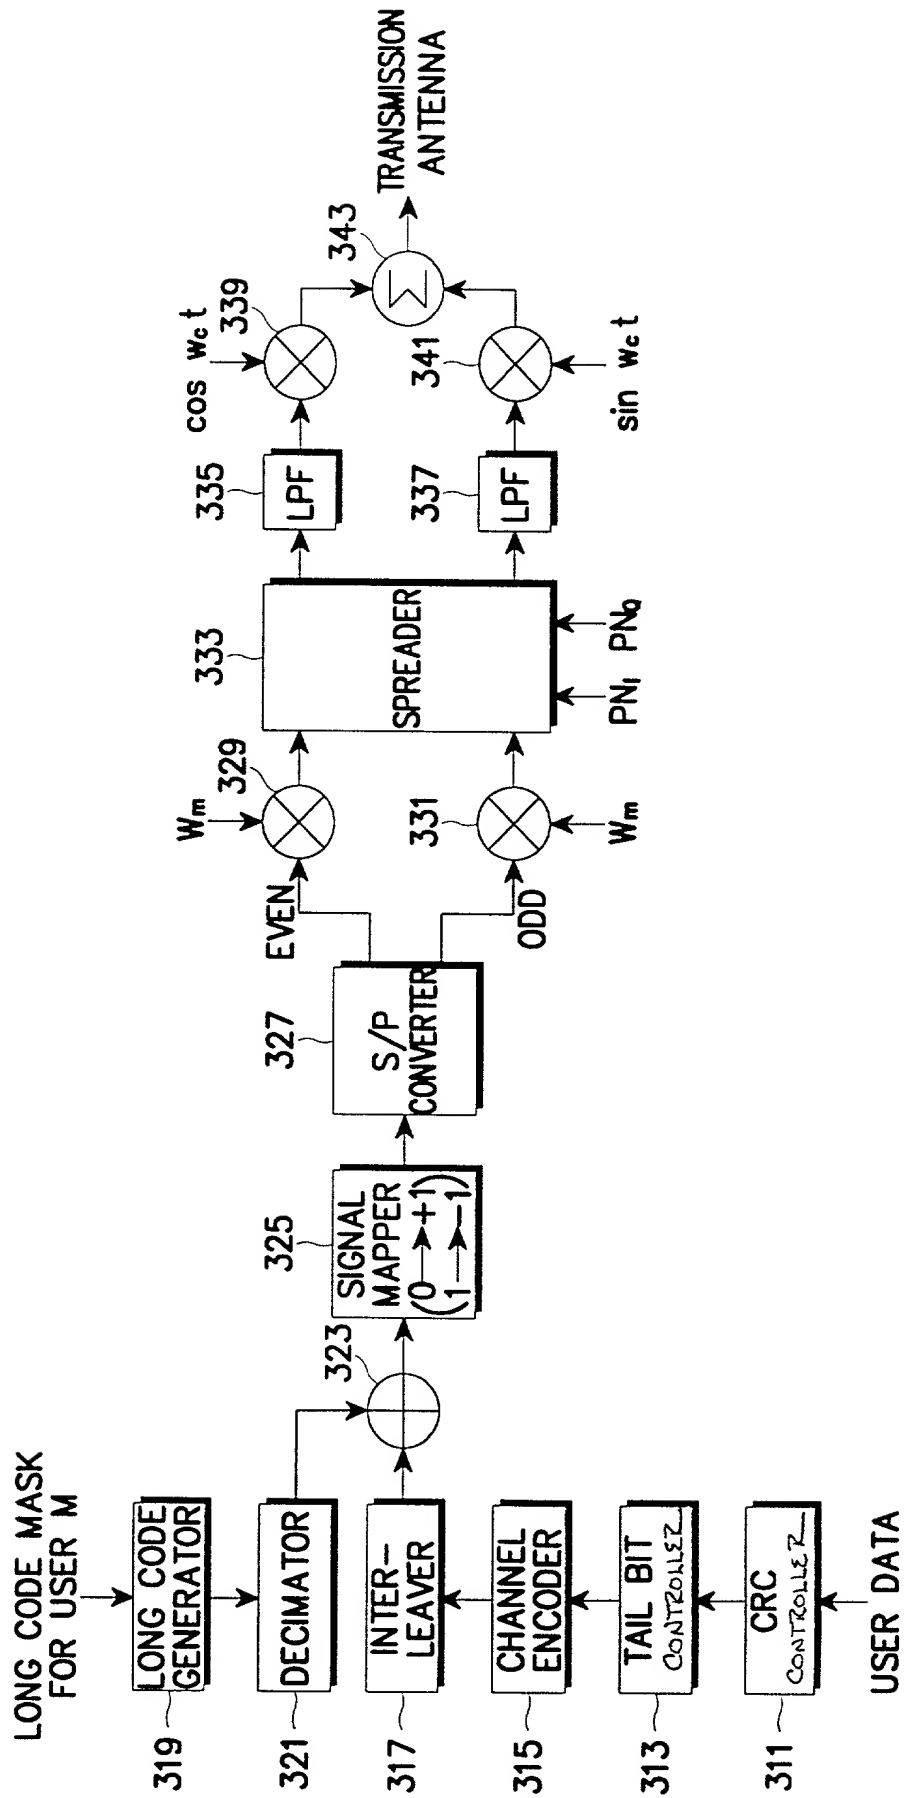 LONG CODE MASK
FOR USER M
319
LONG CODE
GENERATOR
321
DECIMATOR
317
INTER-
LEAVER
315
CHANNEL
ENCODER
313
TAIL BIT
CONTROLLER
311
CRC
CONTROLLER
USER DATA
323
325
SIGNAL
MAPPER
(0→+1)
(1→-1)
327
S/P
CONVERTER
EVEN
ODD
Wm
329
331
Wm
333
SPREADER
PNI
PNQ
335
LPF
337
LPF
cos wct
339
341
sin wct
343
Σ
TRANSMISSION
ANTENNA